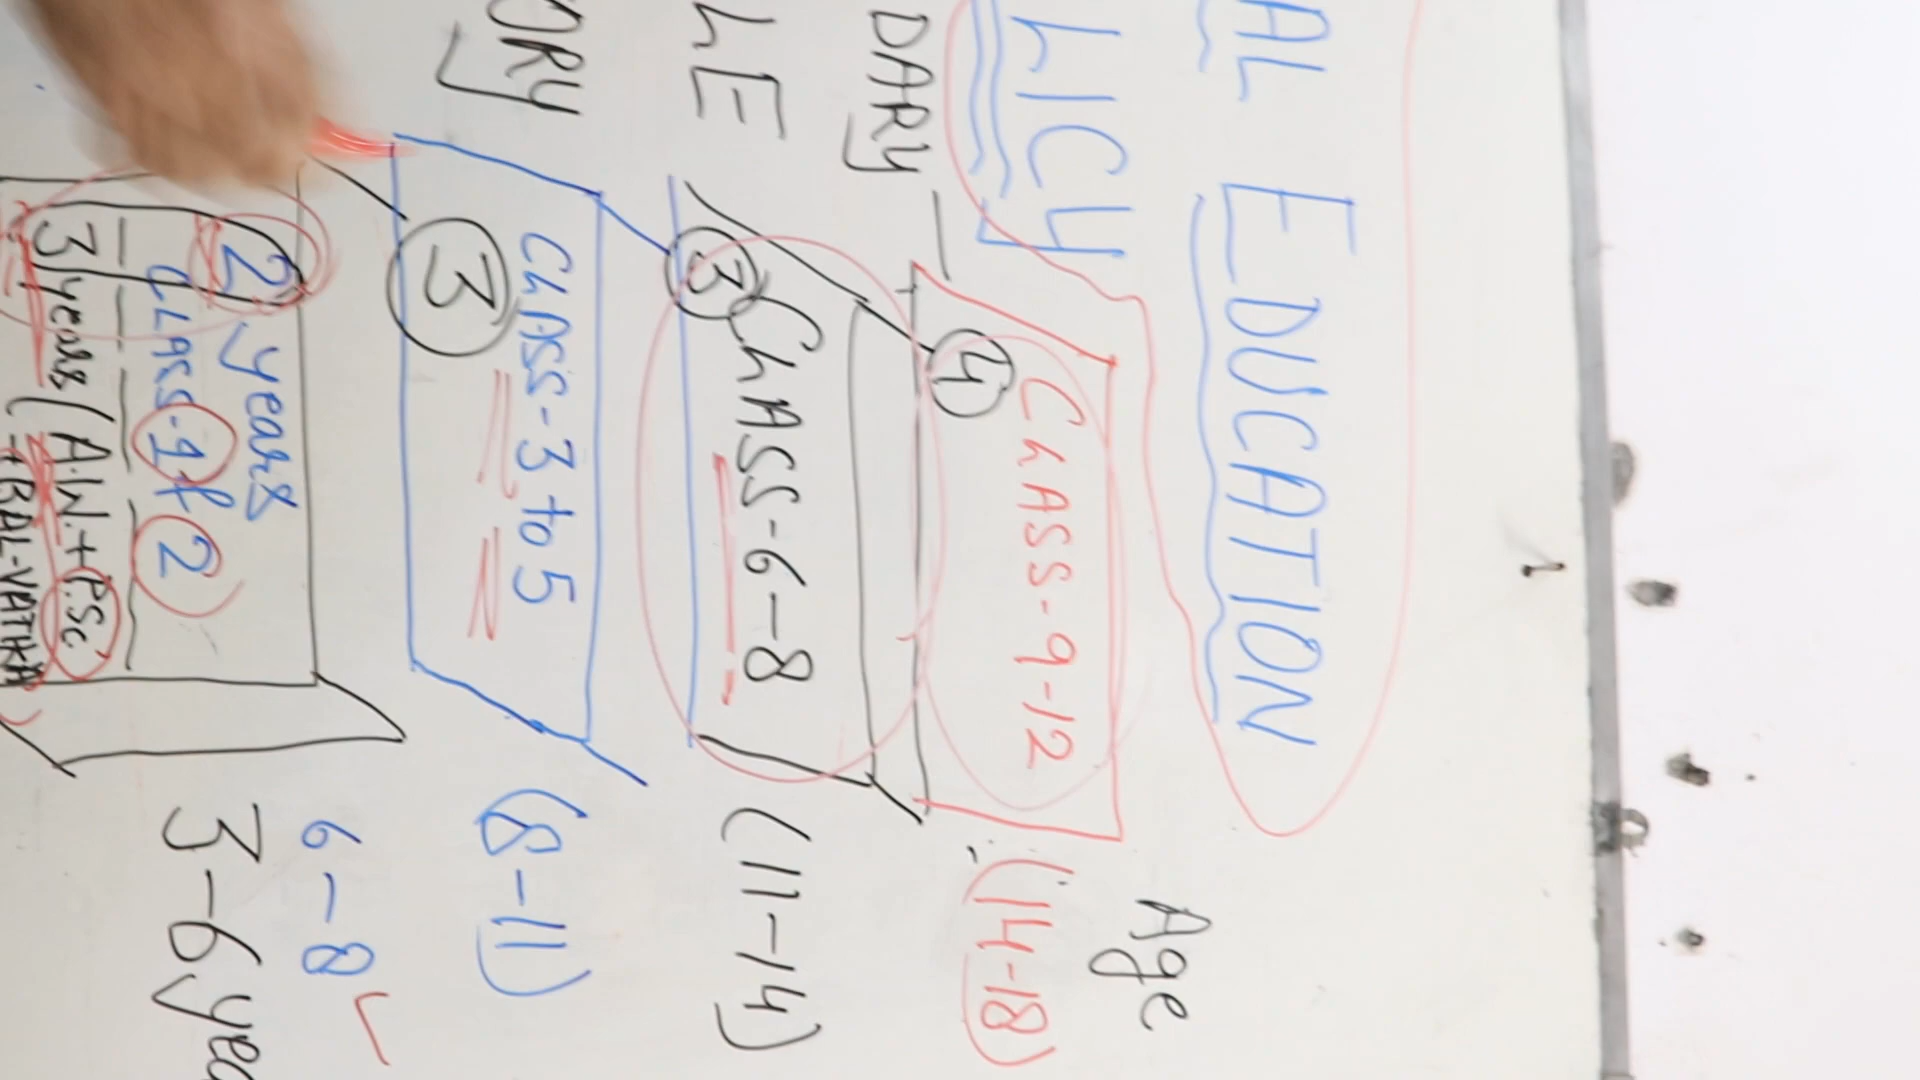 AL EDUCATION
LICY
Age
DARY
4 CLASS-9-12 (14-18)
LE
3 CLASS-6-8 (11-14)
ORY
3 CLASS-3 to 5 (8-11)
2 years 6-8
CLASS-1 & 2
3-6 yea
3 years (A.W.+P.Sc
+BAL-VATIKA)